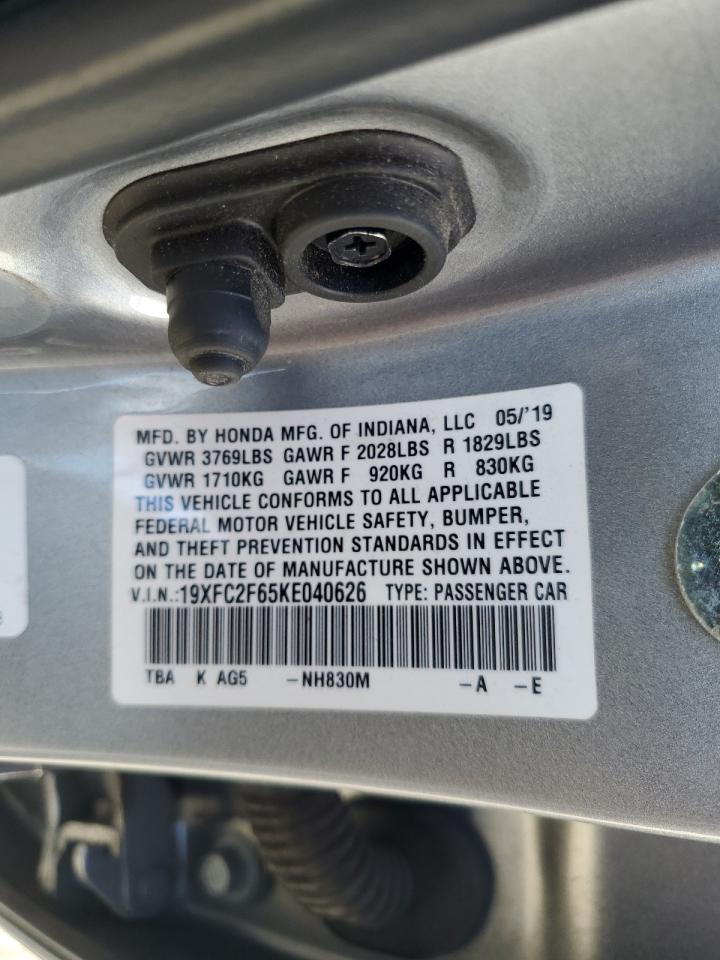 MFD. BY HONDA MFG. OF INDIANA, LLC 05/'19
GVWR 3769LBS GAWR F 2028LBS R 1829LBS
GVWR 1710KG GAWR F 920KG R 830KG
THIS VEHICLE CONFORMS TO ALL APPLICABLE
FEDERAL MOTOR VEHICLE SAFETY, BUMPER,
AND THEFT PREVENTION STANDARDS IN EFFECT
ON THE DATE OF MANUFACTURE SHOWN ABOVE.
V.I.N.:19XFC2F65KE040626 TYPE: PASSENGER CAR
TBA K AG5 -NH830M -A -E